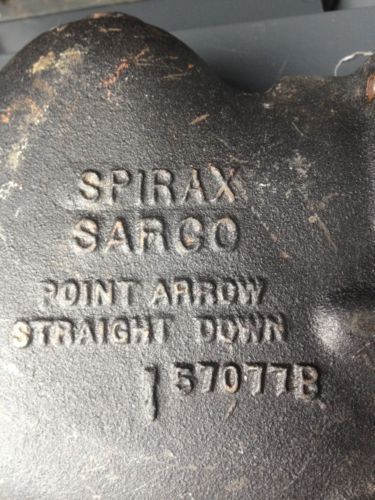 SPIRAX
SARCO
POINT ARROW
STRAIGHT DOWN
57077B